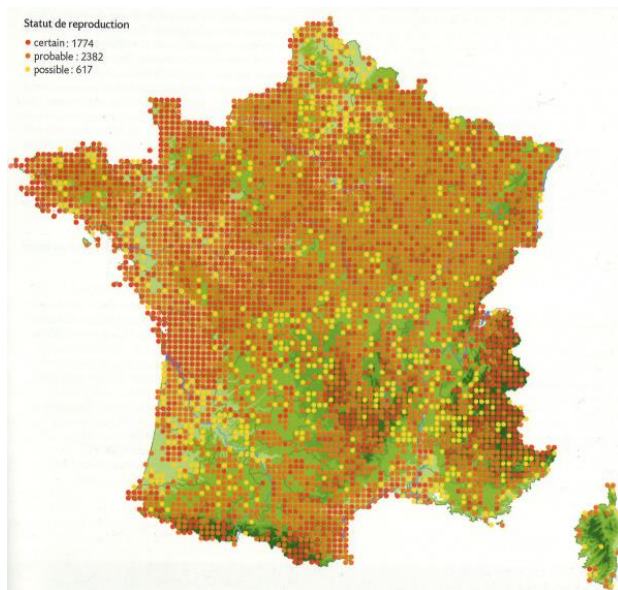 Statut de reproduction
certain : 1774
probable : 2382
possible : 617